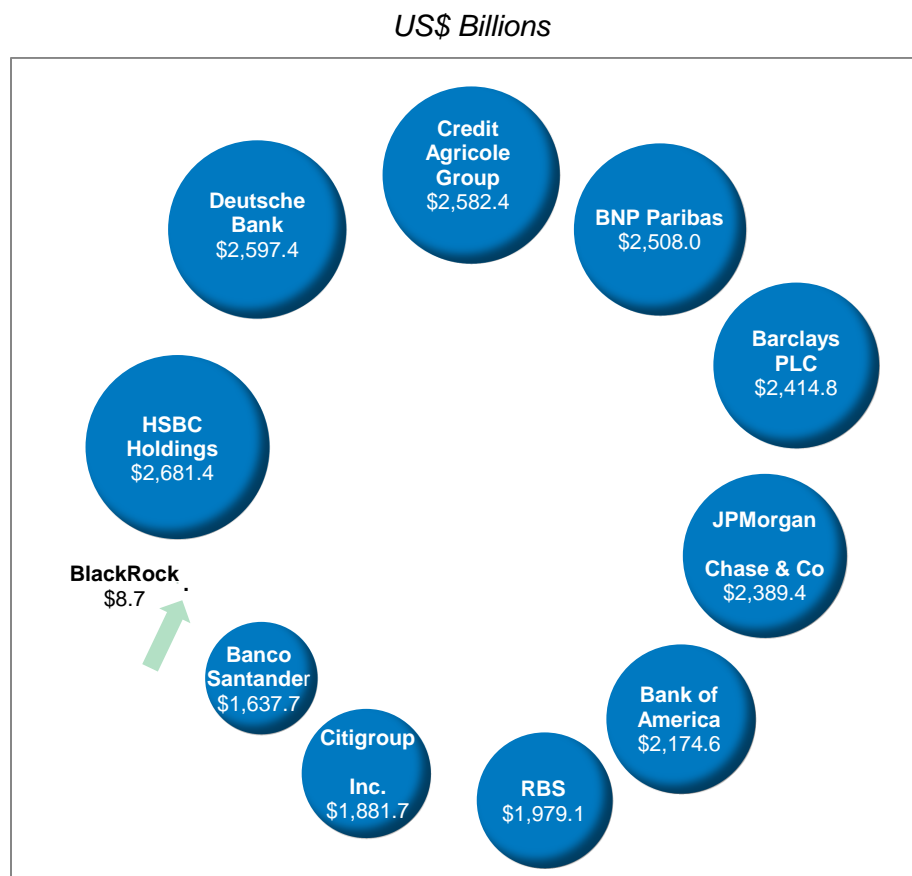 US$ Billions
Credit
Agricole
Group
$2,582.4
Deutsche
Bank
$2,597.4
BNP Paribas
$2,508.0
Barclays
PLC
$2,414.8
HSBC
Holdings
$2,681.4
JPMorgan
Chase & Co
$2,389.4
BlackRock
$8.7
Banco
Santander
$1,637.7
Bank of
America
$2,174.6
Citigroup
Inc.
$1,881.7
RBS
$1,979.1